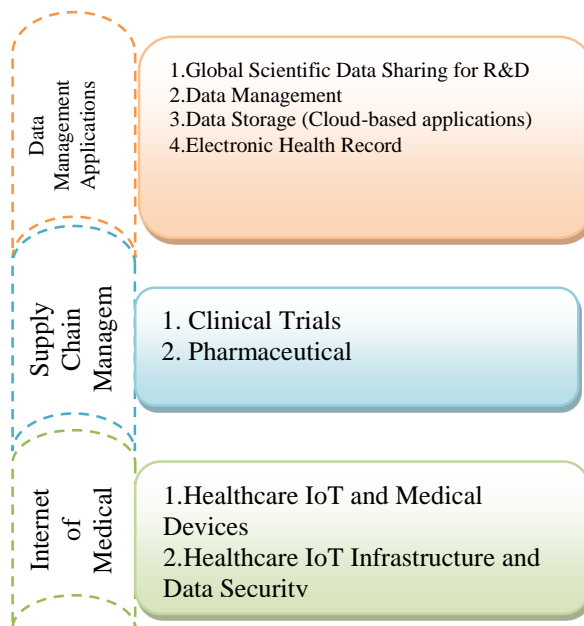 Data
Management
Applications
1.Global Scientific Data Sharing for R&D
2.Data Management
3.Data Storage (Cloud-based applications)
4.Electronic Health Record
Supply
Chain
Managem
1. Clinical Trials
2. Pharmaceutical
Internet
of
Medical
1.Healthcare IoT and Medical
Devices
2.Healthcare IoT Infrastructure and
Data Security